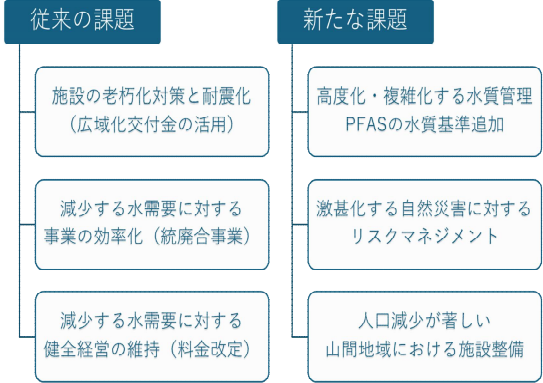 従来の課題
施設の老朽化対策と耐震化
（広域化交付金の活用）
減少する水需要に対する
事業の効率化（統廃合事業）
減少する水需要に対する
健全経営の維持（料金改定）
新たな課題
高度化・複雑化する水質管理
PFASの水質基準追加
激甚化する自然災害に対する
リスクマネジメント
人口減少が著しい
山間地域における施設整備